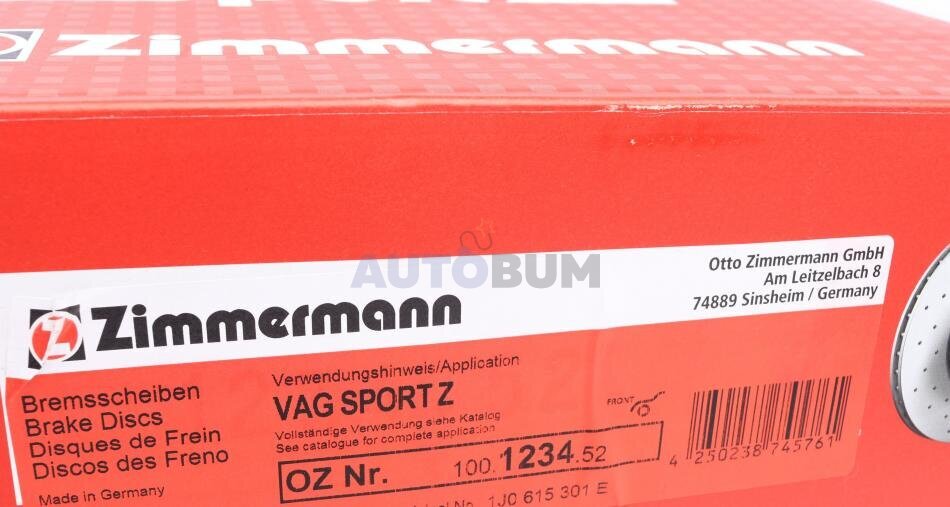 Zimmermann
AUTOBUM
Otto Zimmermann GmbH
Am Leitzelbach 8
74889 Sinsheim / Germany
Z Zimmermann
Bremsscheiben
Brake Discs
Disques de Frein
Discos des Freno
Made in Germany
Verwendungshinweis/Application
VAG SPORT Z
Vollständige Verwendung siehe Katalog
See catalogue for complete application
OZ Nr. 100.1234.52
1J0 615 301 E
FRONT
4 250238 745761